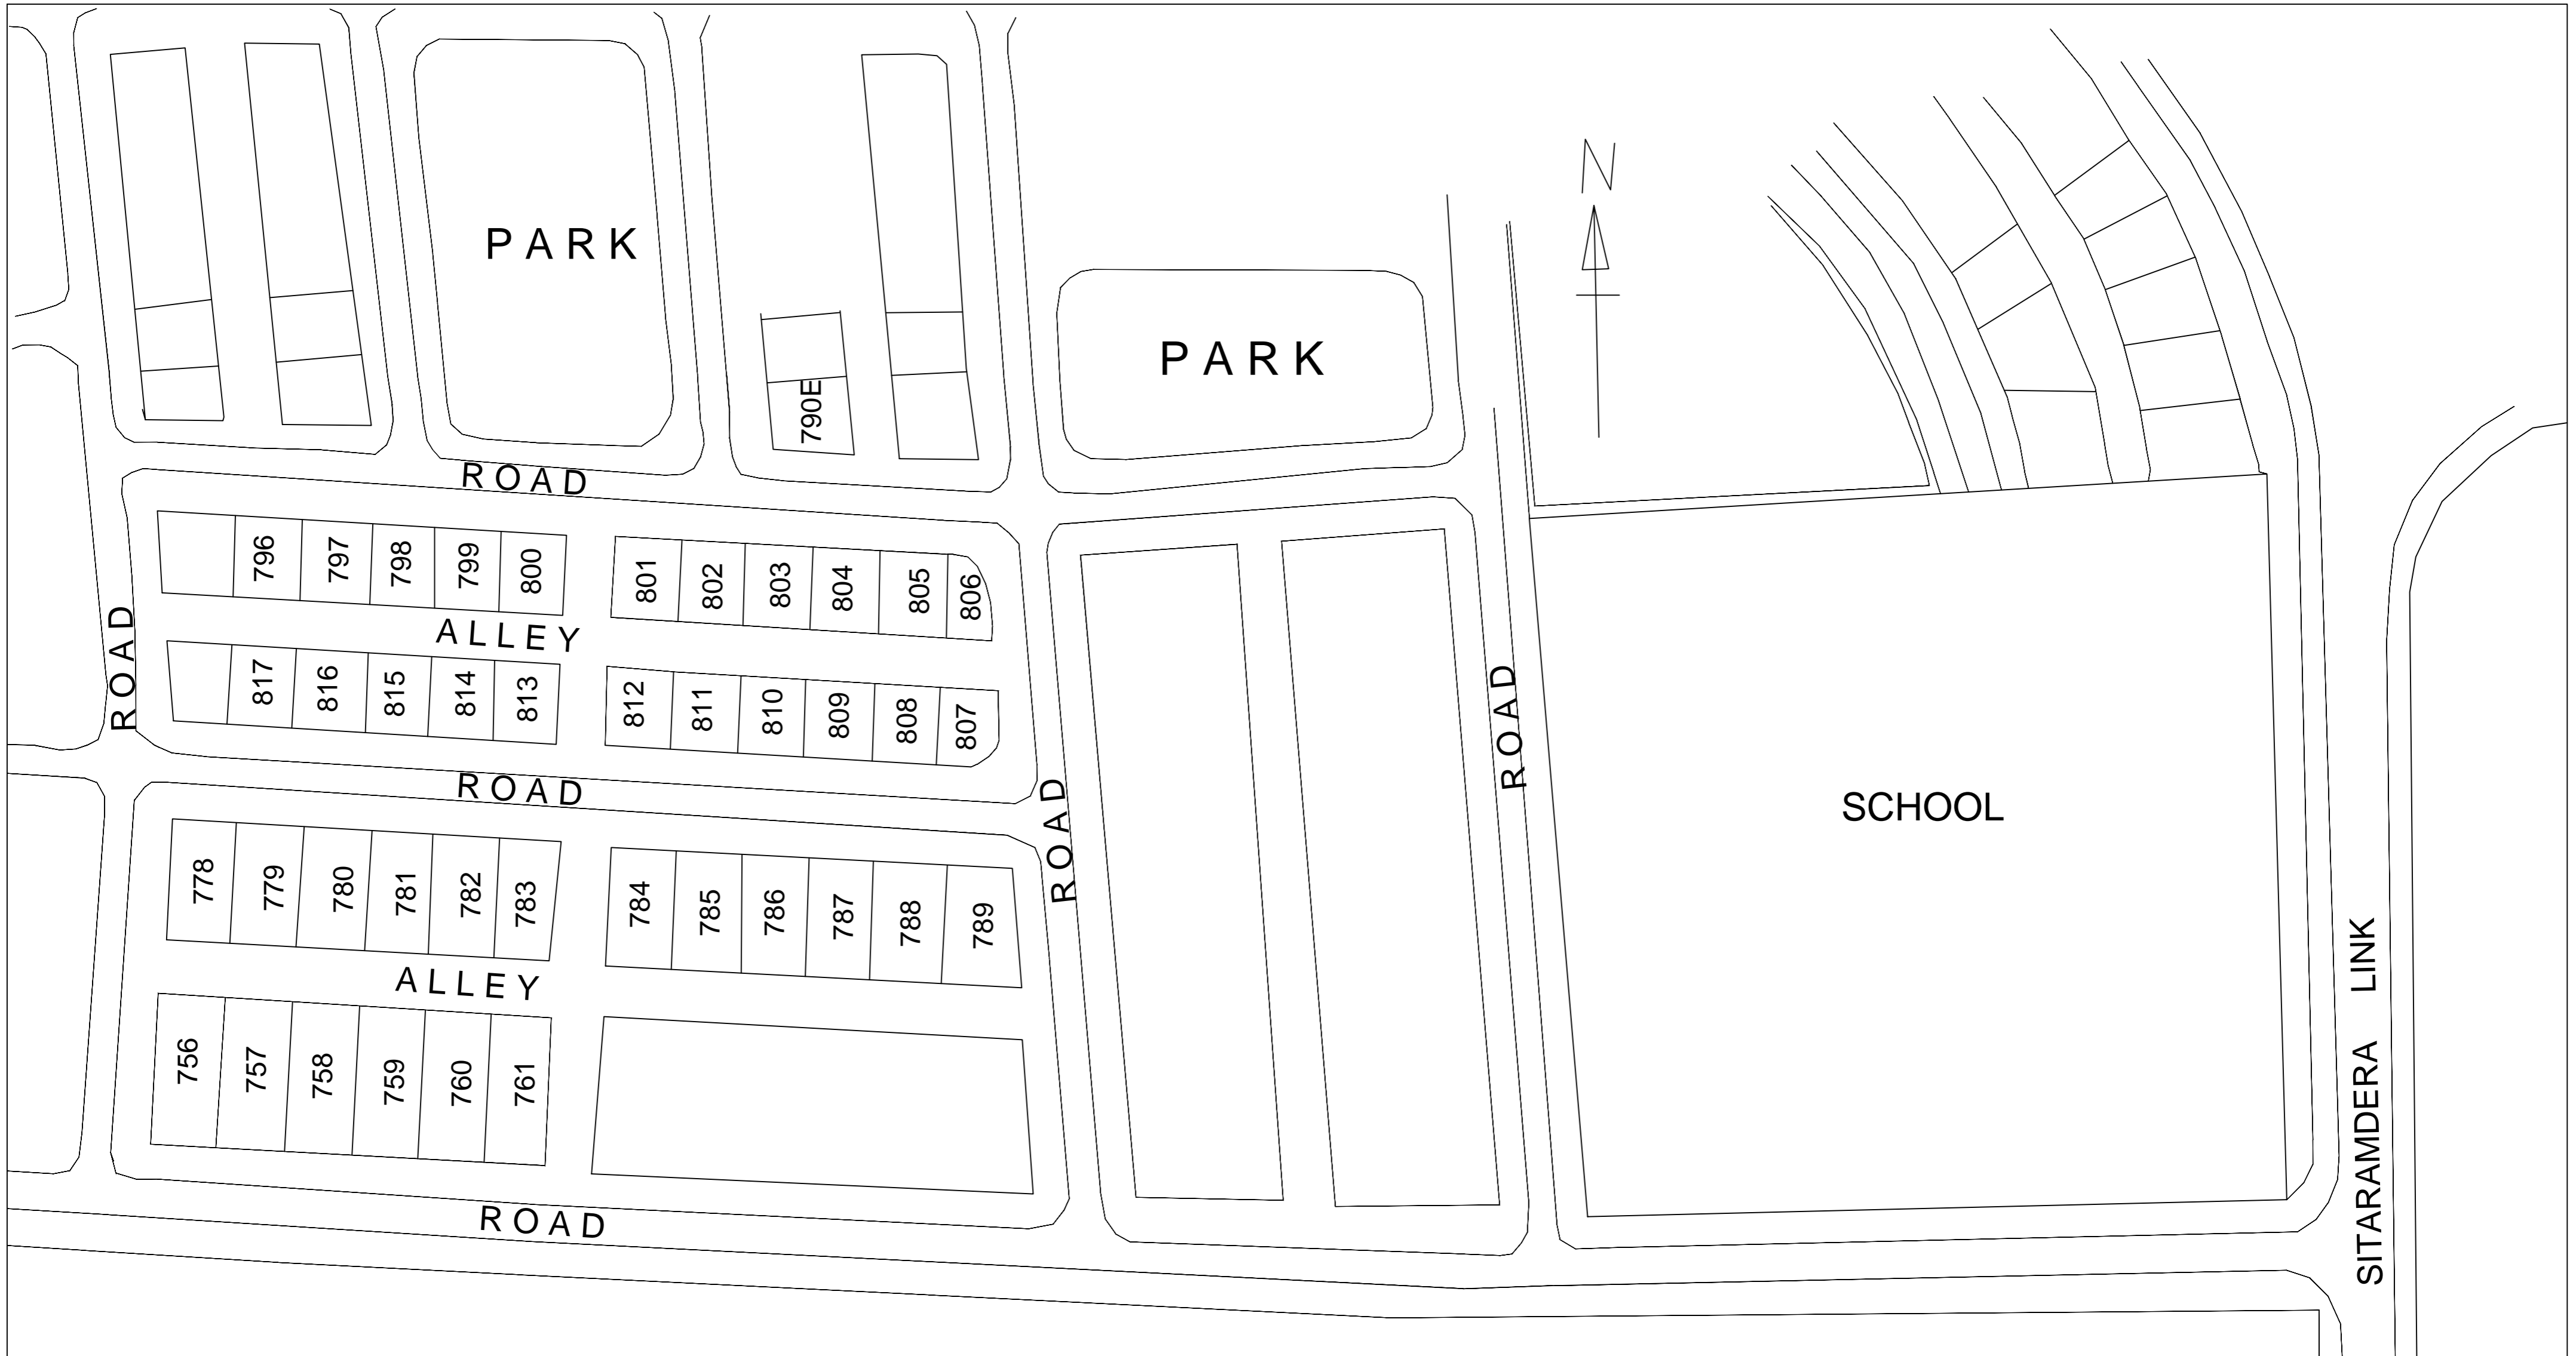 N
PARK
PARK
790E
ROAD
796 797 798 799 800 801 802 803 804 805 806
ROAD
ALLEY
817 816 815 814 813 812 811 810 809 808 807
ROAD
ROAD
ROAD
SCHOOL
778 779 780 781 782 783 784 785 786 787 788 789
ALLEY
756 757 758 759 760 761
ROAD
SITARAMDERA LINK